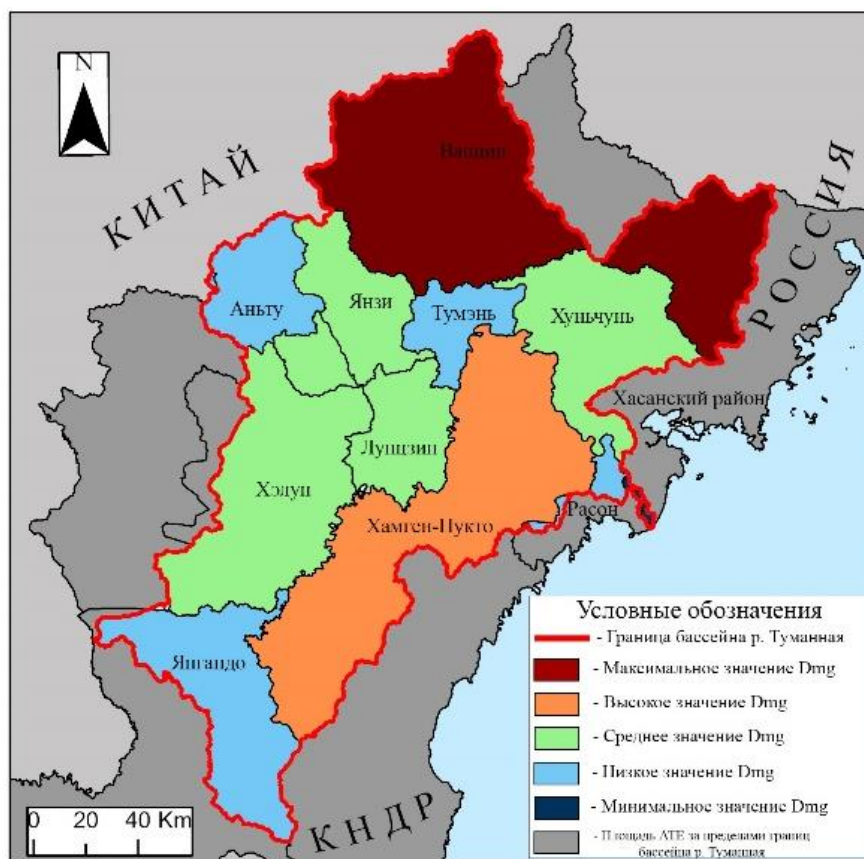 N
КИТАЙ
РОССИЯ
Ванцин
Аньту
Янзи
Тумэнь
Хуньчунь
Хасанский район
Лунцзин
Хэлун
Расон
Хамген-Пукто
Янгандо
КНДР
0 20 40 Km
Условные обозначения
- Граница бассейна р. Туманная
- Максимальное значение Dmg
- Высокое значение Dmg
- Среднее значение Dmg
- Низкое значение Dmg
- Минимальное значение Dmg
- Площадь АТЕ за пределами границ
бассейна р. Туманная